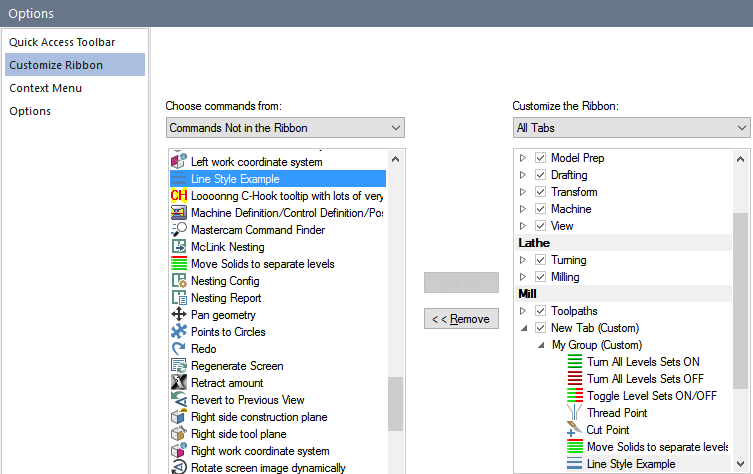 Options
Quick Access Toolbar
Customize Ribbon
Context Menu
Options
Choose commands from:
Commands Not in the Ribbon
Left work coordinate system
Line Style Example
CH Loooonng C-Hook tooltip with lots of very
Machine Definition/Control Definition/Pos
Mastercam Command Finder
McLink Nesting
Move Solids to separate levels
Nesting Config
Nesting Report
Pan geometry
Points to Circles
Redo
Regenerate Screen
Retract amount
Revert to Previous View
Right side construction plane
Right side tool plane
Right work coordinate system
Rotate screen image dynamically
<< Remove
Customize the Ribbon:
All Tabs
Model Prep
Drafting
Transform
Machine
View
Lathe
Turning
Milling
Mill
Toolpaths
New Tab (Custom)
My Group (Custom)
Turn All Levels Sets ON
Turn All Levels Sets OFF
Toggle Level Sets ON/OFF
Thread Point
Cut Point
Move Solids to separate levels
Line Style Example